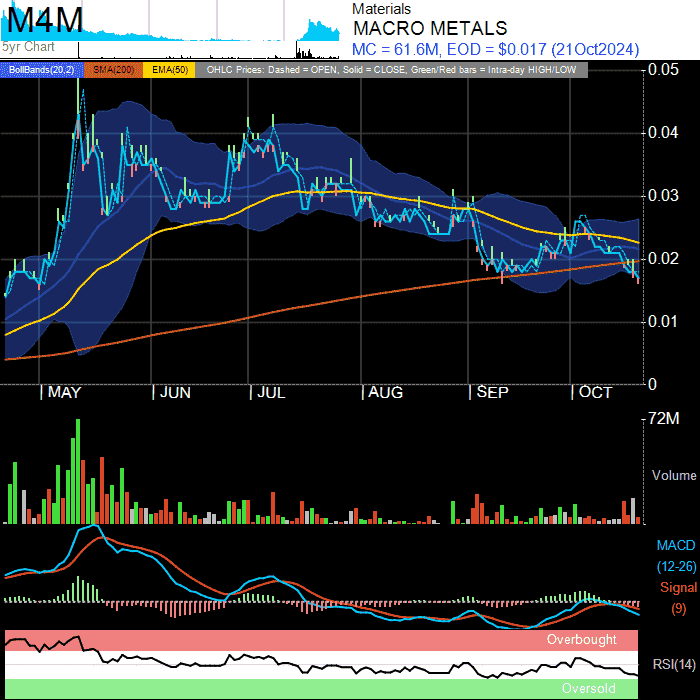 M4M
5yr Chart
Materials
MACRO METALS
MC = 61.6M, EOD = $0.017 (21Oct2024)
BollBands(20,2) SMA(200) EMA(50) OHLC Prices: Dashed = OPEN, Solid = CLOSE, Green/Red bars = Intra-day HIGH/LOW
0.05
0.04
0.03
0.02
0.01
0
MAY JUN JUL AUG SEP OCT
72M
Volume
MACD
(12-26)
Signal
(9)
Overbought
RSI(14)
Oversold